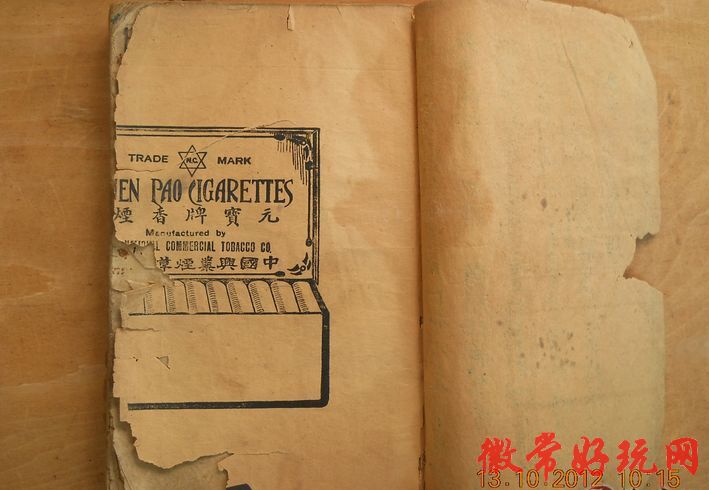 TRADE N.C. MARK
EN PAO CIGARETTES
元寶牌香煙
Manufactured by
NATIONAL COMMERCIAL TOBACCO CO.
中國興業煙草
徽常好玩网
13.10.2012 10:15